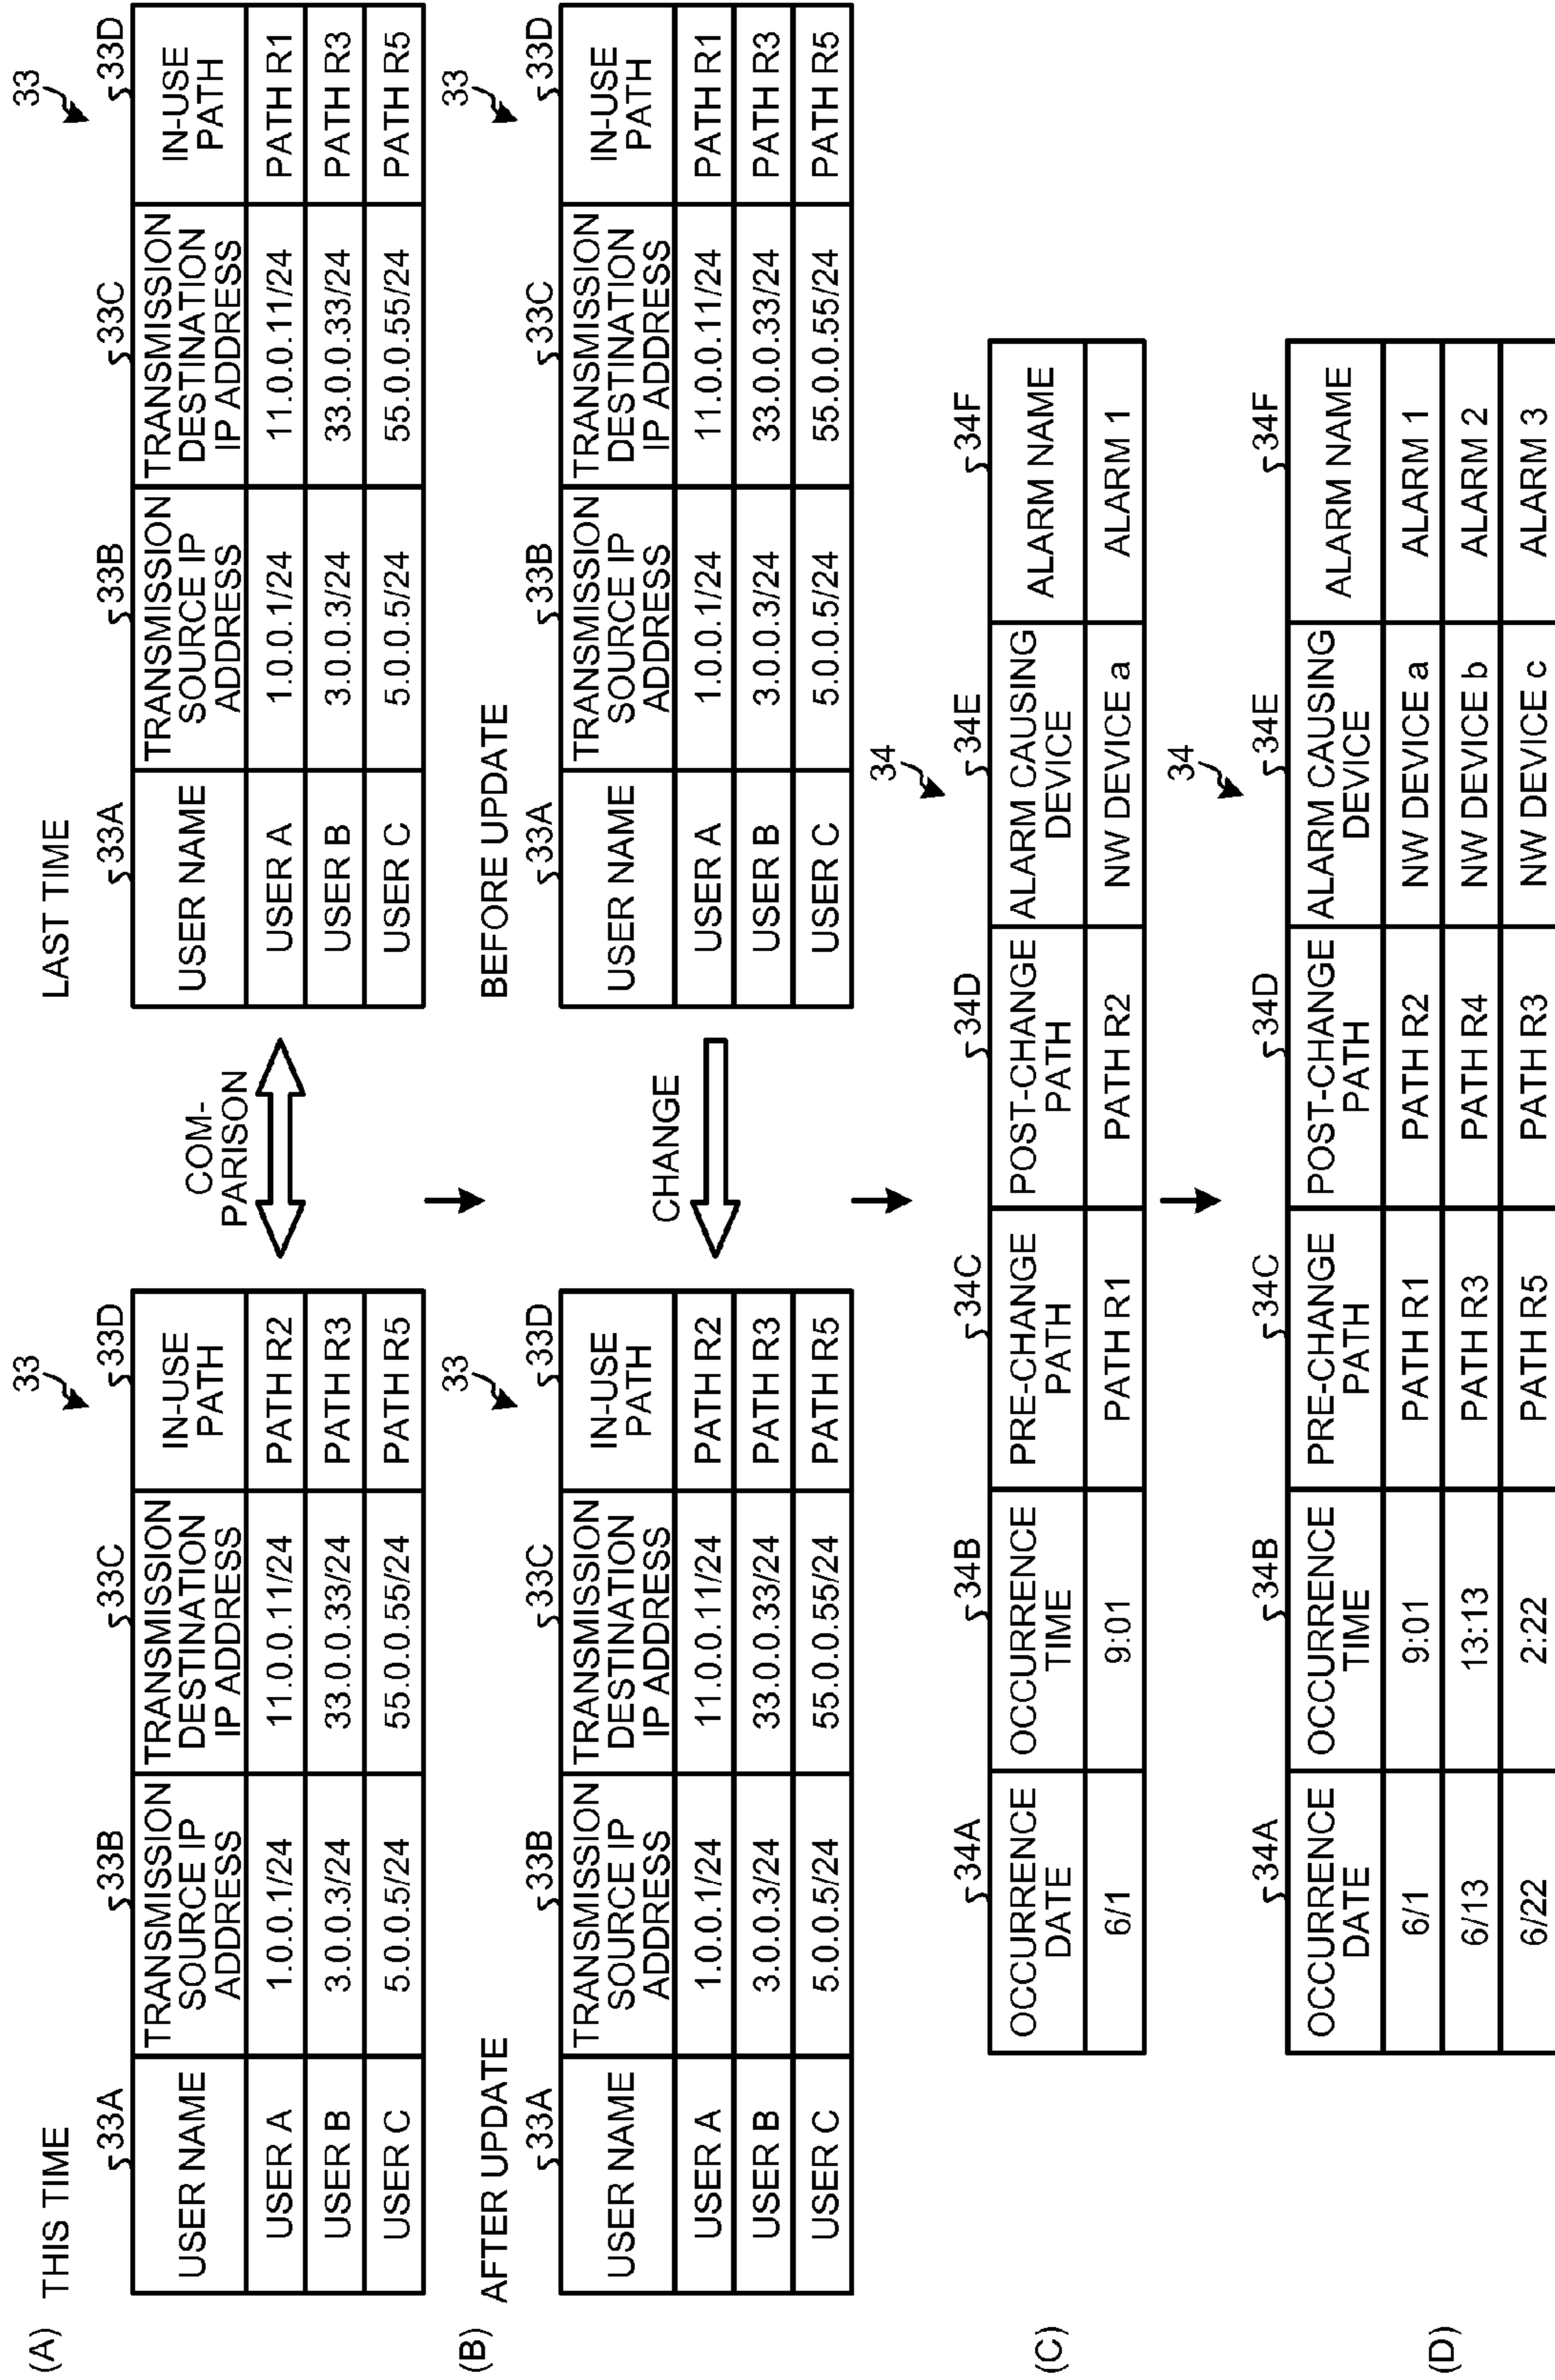 (A) THIS TIME
LAST TIME
33
33A 33B 33C 33D
USER NAME TRANSMISSION SOURCE IP ADDRESS TRANSMISSION DESTINATION IP ADDRESS IN-USE PATH
USER A 1.0.0.1/24 11.0.0.11/24 PATH R2
USER B 3.0.0.3/24 33.0.0.33/24 PATH R3
USER C 5.0.0.5/24 55.0.0.55/24 PATH R5
COM-
PARISON
33
33A 33B 33C 33D
USER NAME TRANSMISSION SOURCE IP ADDRESS TRANSMISSION DESTINATION IP ADDRESS IN-USE PATH
USER A 1.0.0.1/24 11.0.0.11/24 PATH R1
USER B 3.0.0.3/24 33.0.0.33/24 PATH R3
USER C 5.0.0.5/24 55.0.0.55/24 PATH R5
(B) AFTER UPDATE
BEFORE UPDATE
33
33A 33B 33C 33D
USER NAME TRANSMISSION SOURCE IP ADDRESS TRANSMISSION DESTINATION IP ADDRESS IN-USE PATH
USER A 1.0.0.1/24 11.0.0.11/24 PATH R2
USER B 3.0.0.3/24 33.0.0.33/24 PATH R3
USER C 5.0.0.5/24 55.0.0.55/24 PATH R5
CHANGE
33
33A 33B 33C 33D
USER NAME TRANSMISSION SOURCE IP ADDRESS TRANSMISSION DESTINATION IP ADDRESS IN-USE PATH
USER A 1.0.0.1/24 11.0.0.11/24 PATH R1
USER B 3.0.0.3/24 33.0.0.33/24 PATH R3
USER C 5.0.0.5/24 55.0.0.55/24 PATH R5
(C)
34
34A 34B 34C 34D 34E 34F
OCCURRENCE DATE OCCURRENCE TIME PRE-CHANGE PATH POST-CHANGE PATH ALARM CAUSING DEVICE ALARM NAME
6/1 9:01 PATH R1 PATH R2 NW DEVICE a ALARM 1
(D)
34
34A 34B 34C 34D 34E 34F
OCCURRENCE DATE OCCURRENCE TIME PRE-CHANGE PATH POST-CHANGE PATH ALARM CAUSING DEVICE ALARM NAME
6/1 9:01 PATH R1 PATH R2 NW DEVICE a ALARM 1
6/13 13:13 PATH R3 PATH R4 NW DEVICE b ALARM 2
6/22 2:22 PATH R5 PATH R3 NW DEVICE c ALARM 3